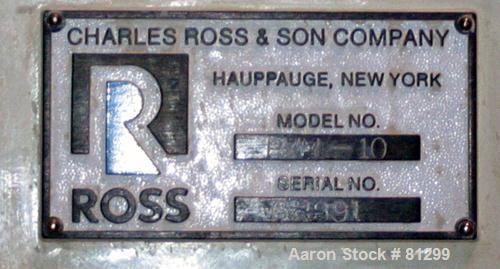 CHARLES ROSS & SON COMPANY
HAUPPAUGE, NEW YORK
MODEL NO.
SERIAL NO.
R
ROSS
Aaron Stock # 81299